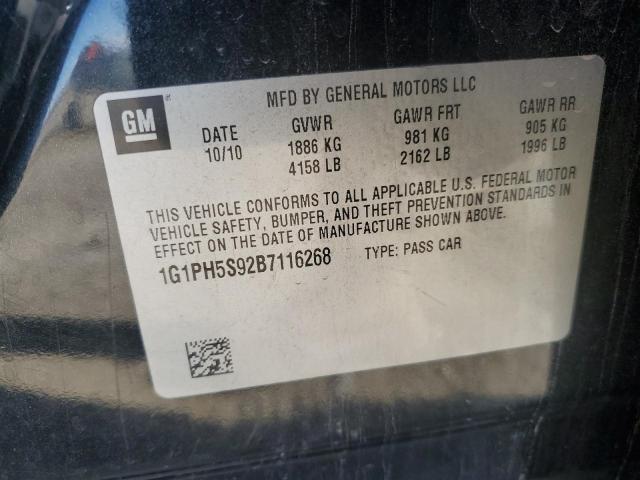 MFD BY GENERAL MOTORS LLC
GM
DATE GVWR GAWR FRT GAWR RR
10/10 1886 KG 981 KG 905 KG
4158 LB 2162 LB 1996 LB
THIS VEHICLE CONFORMS TO ALL APPLICABLE U.S. FEDERAL MOTOR
VEHICLE SAFETY, BUMPER, AND THEFT PREVENTION STANDARDS IN
EFFECT ON THE DATE OF MANUFACTURE SHOWN ABOVE.
1G1PH5S92B7116268 TYPE: PASS CAR